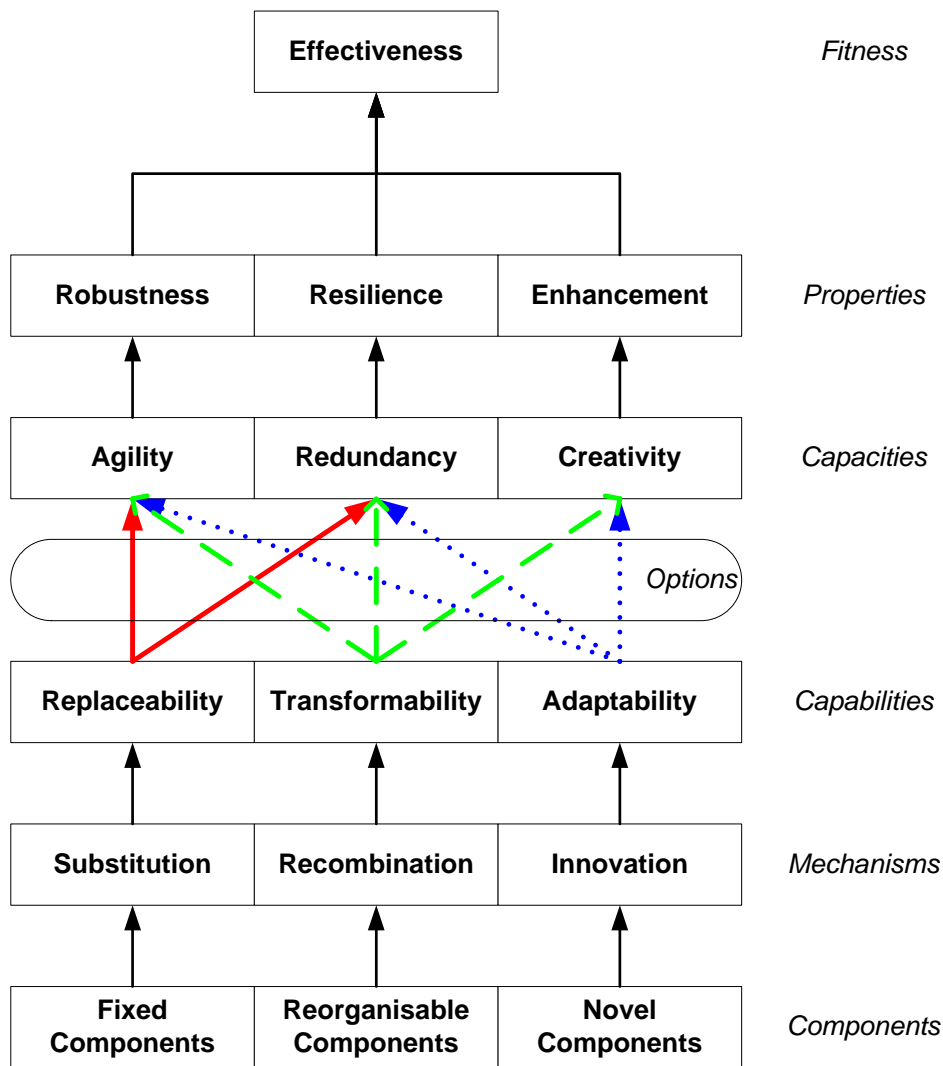 Effectiveness
Fitness
Robustness
Resilience
Enhancement
Properties
Agility
Redundancy
Creativity
Capacities
Options
Replaceability
Transformability
Adaptability
Capabilities
Substitution
Recombination
Innovation
Mechanisms
Fixed
Components
Reorganisable
Components
Novel
Components
Components